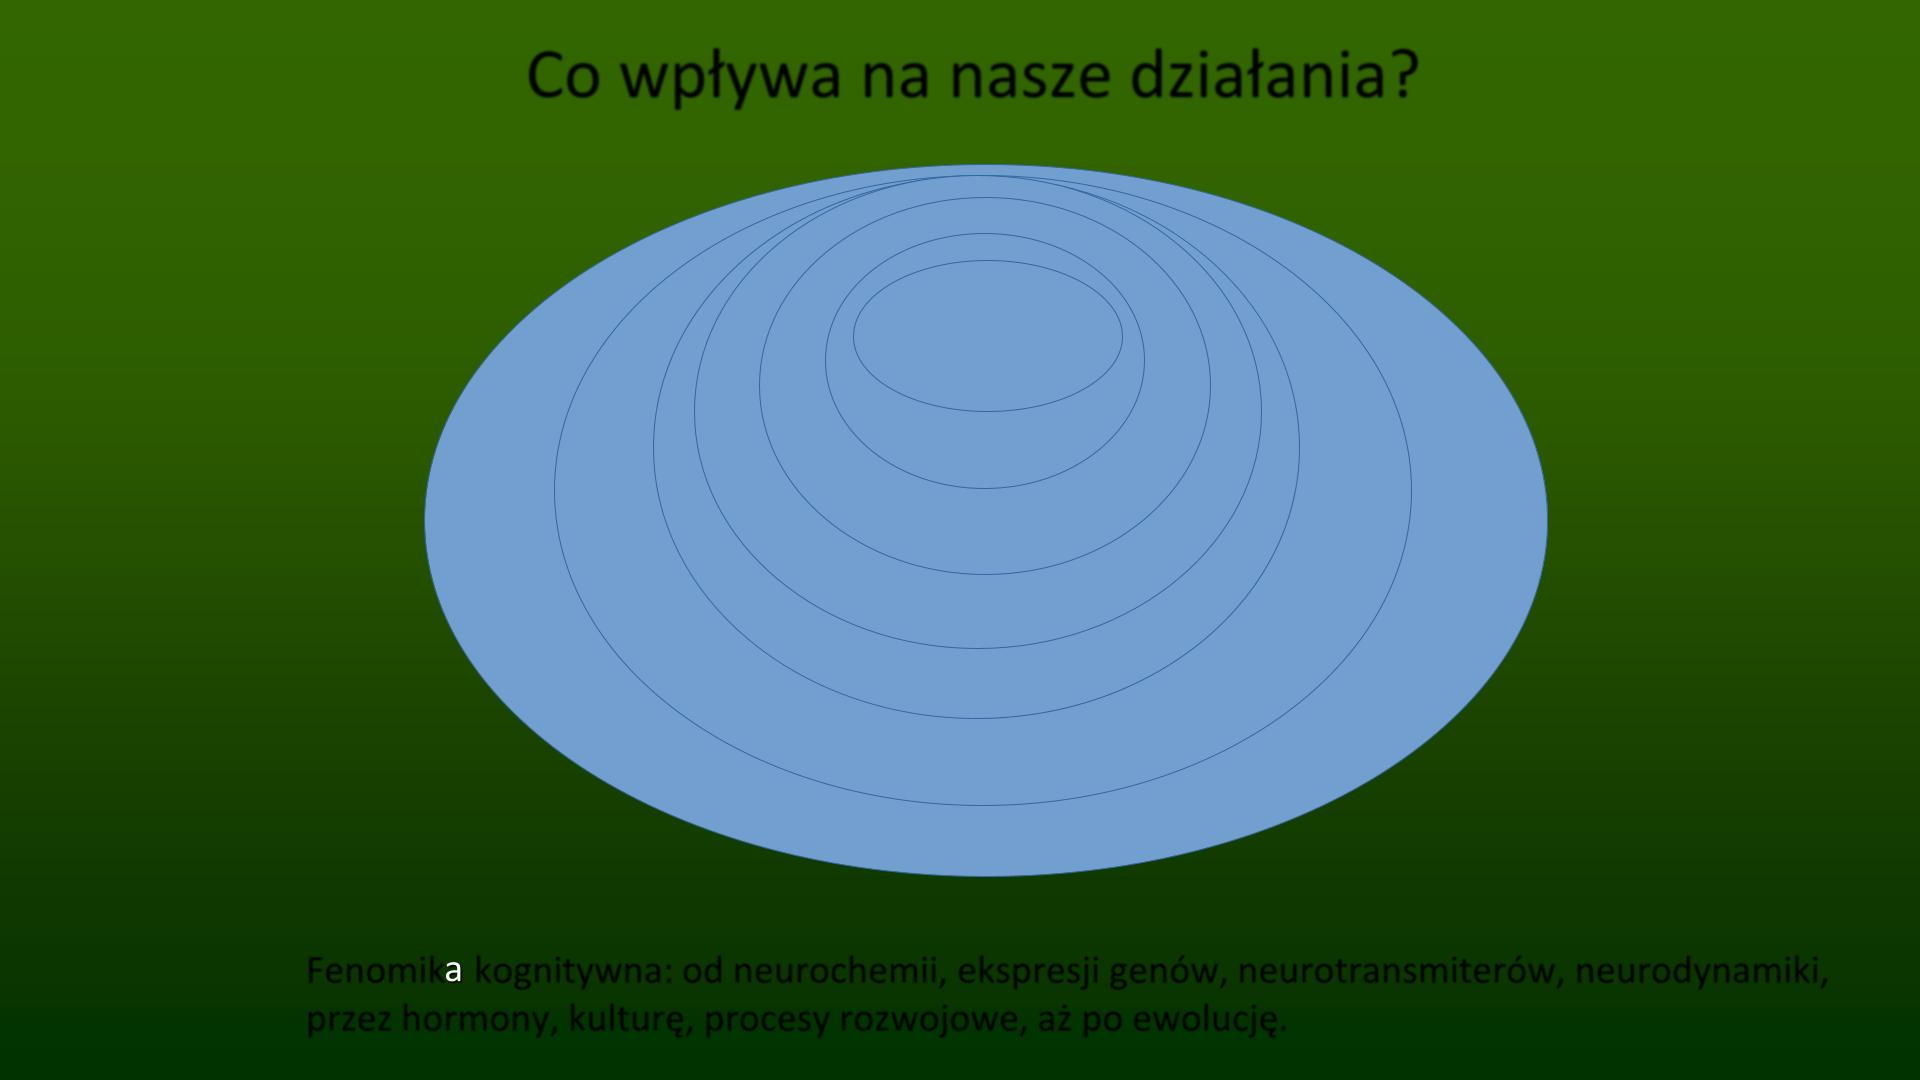 Co wpływa na nasze działania?
Fenomika kognitywna: od neurochemii, ekspresji genów, neurotransmiterów, neurodynamiki,
przez hormony, kulturę, procesy rozwojowe, aż po ewolucję.